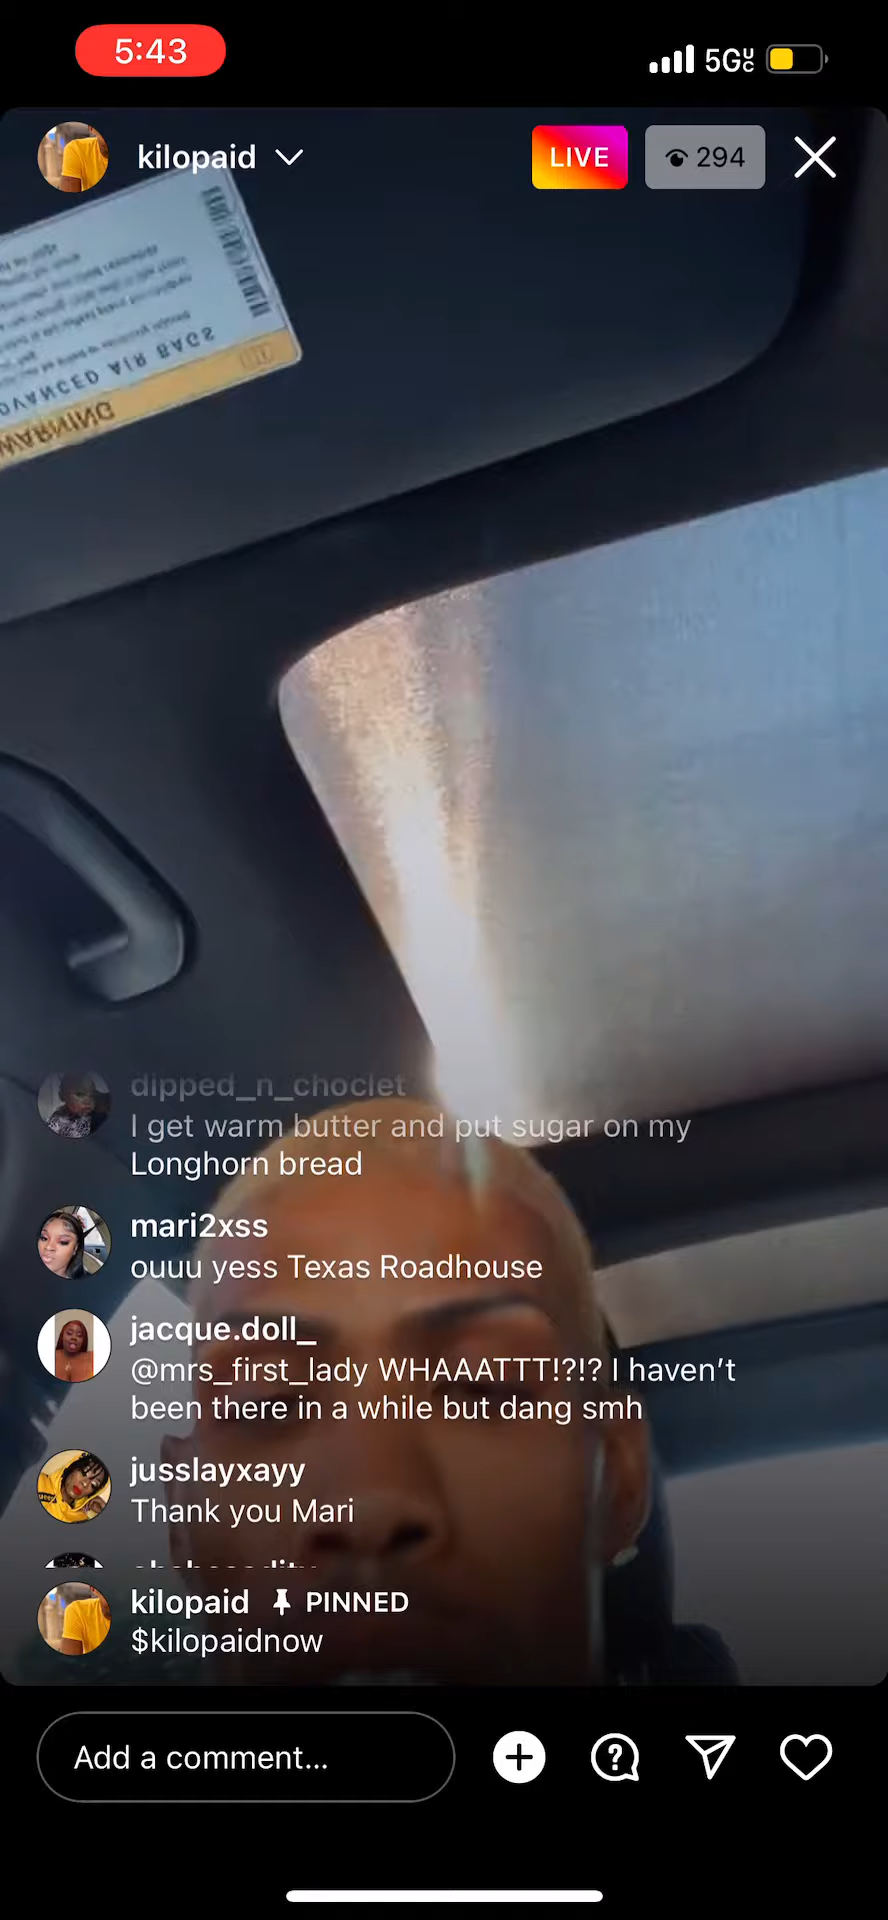 5:43
5G UC
kilopaid
LIVE
294
ADVANCED AIR BAGS
WARNING
dipped_n_choclet
I get warm butter and put sugar on my
Longhorn bread
mari2xss
ouuu yess Texas Roadhouse
jacque.doll_
@mrs_first_lady WHAAATTT!?!? I haven’t
been there in a while but dang smh
jusslayxayy
Thank you Mari
kilopaid PINNED
$kilopaidnow
Add a comment...